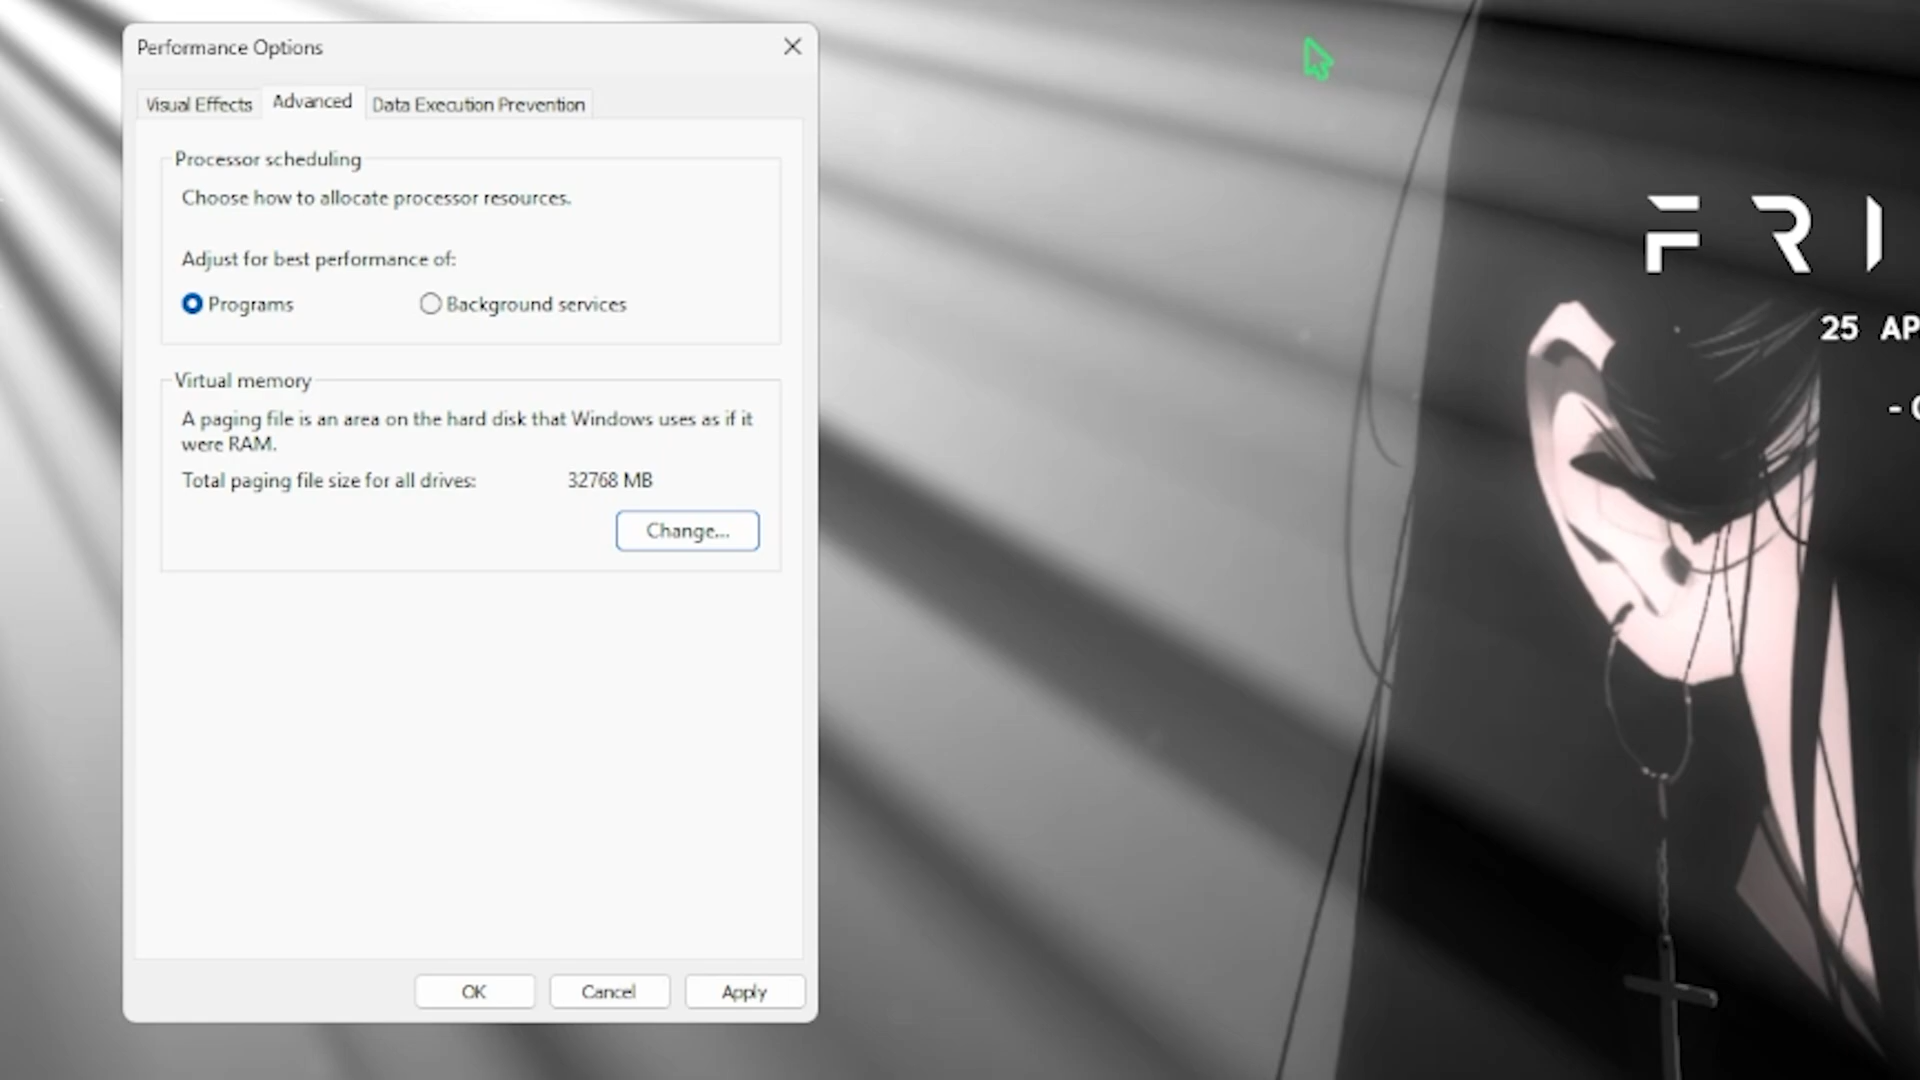 Performance Options
Visual Effects Advanced Data Execution Prevention
Processor scheduling
Choose how to allocate processor resources.
Adjust for best performance of:
Programs Background services
Virtual memory
A paging file is an area on the hard disk that Windows uses as if it
were RAM.
Total paging file size for all drives: 32768 MB
Change...
OK Cancel Apply
FRI
25 AP